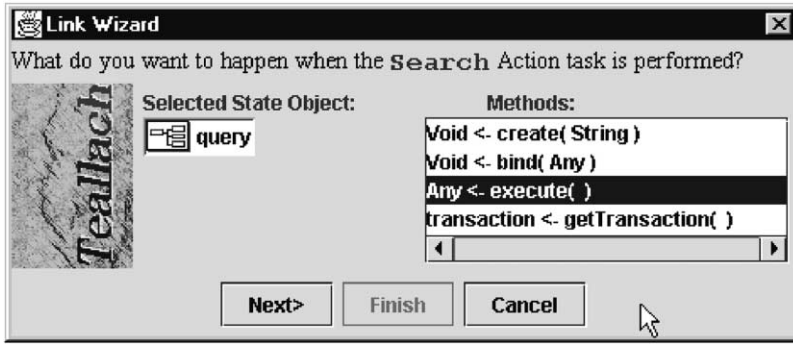 Link Wizard
What do you want to happen when the Search Action task is performed?
Teallach
Selected State Object:
query
Methods:
Void <- create( String )
Void <- bind( Any )
Any <- execute( )
transaction <- getTransaction( )
Next>
Finish
Cancel